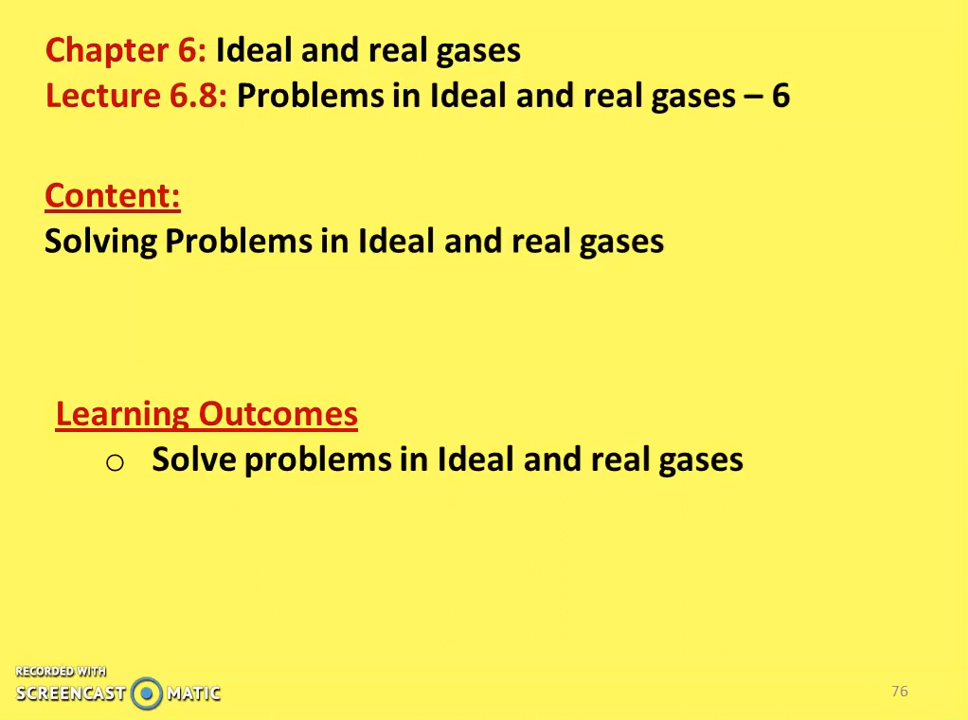 Chapter 6: Ideal and real gases
Lecture 6.8: Problems in Ideal and real gases – 6
Content:
Solving Problems in Ideal and real gases
Learning Outcomes
o Solve problems in Ideal and real gases
RECORDED WITH
SCREENCAST MATIC
76